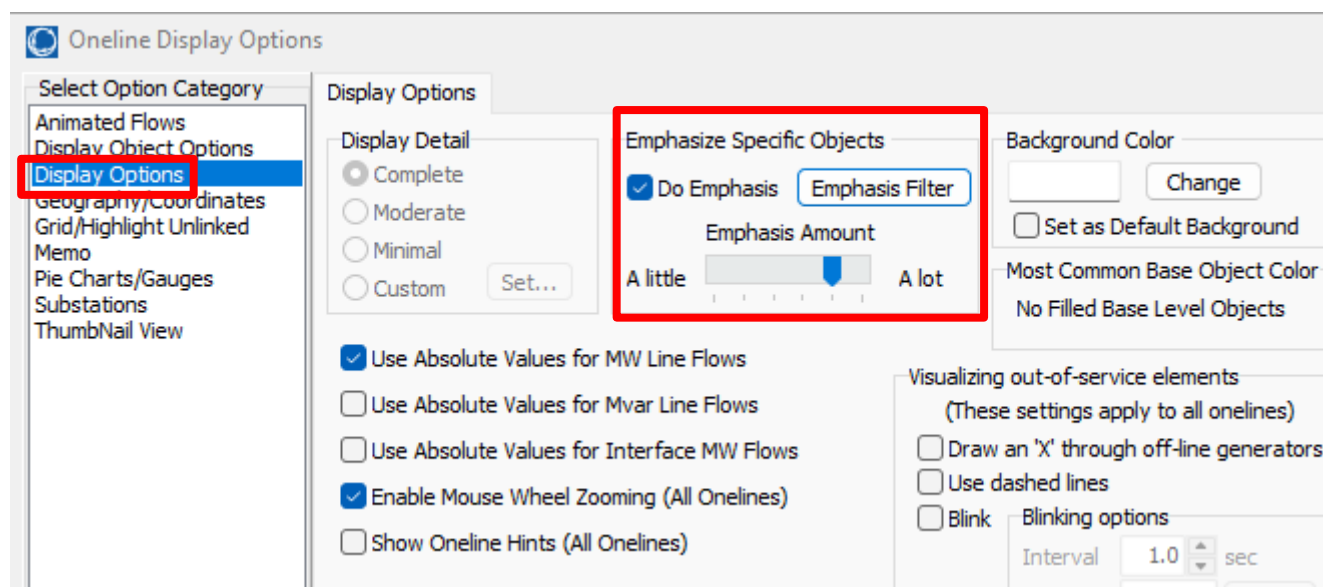 Oneline Display Options
Select Option Category
Animated Flows
Display Object Options
Display Options
Geography/Coordinates
Grid/Highlight Unlinked
Memo
Pie Charts/Gauges
Substations
ThumbNail View
Display Options
Display Detail
Complete
Moderate
Minimal
Custom Set...
Emphasize Specific Objects
Do Emphasis Emphasis Filter
Emphasis Amount
A little A lot
Background Color
Change
Set as Default Background
Most Common Base Object Color
No Filled Base Level Objects
Use Absolute Values for MW Line Flows
Use Absolute Values for Mvar Line Flows
Use Absolute Values for Interface MW Flows
Enable Mouse Wheel Zooming (All Onelines)
Show Oneline Hints (All Onelines)
Visualizing out-of-service elements
(These settings apply to all onelines)
Draw an 'X' through off-line generators
Use dashed lines
Blink Blinking options
Interval 1.0 sec